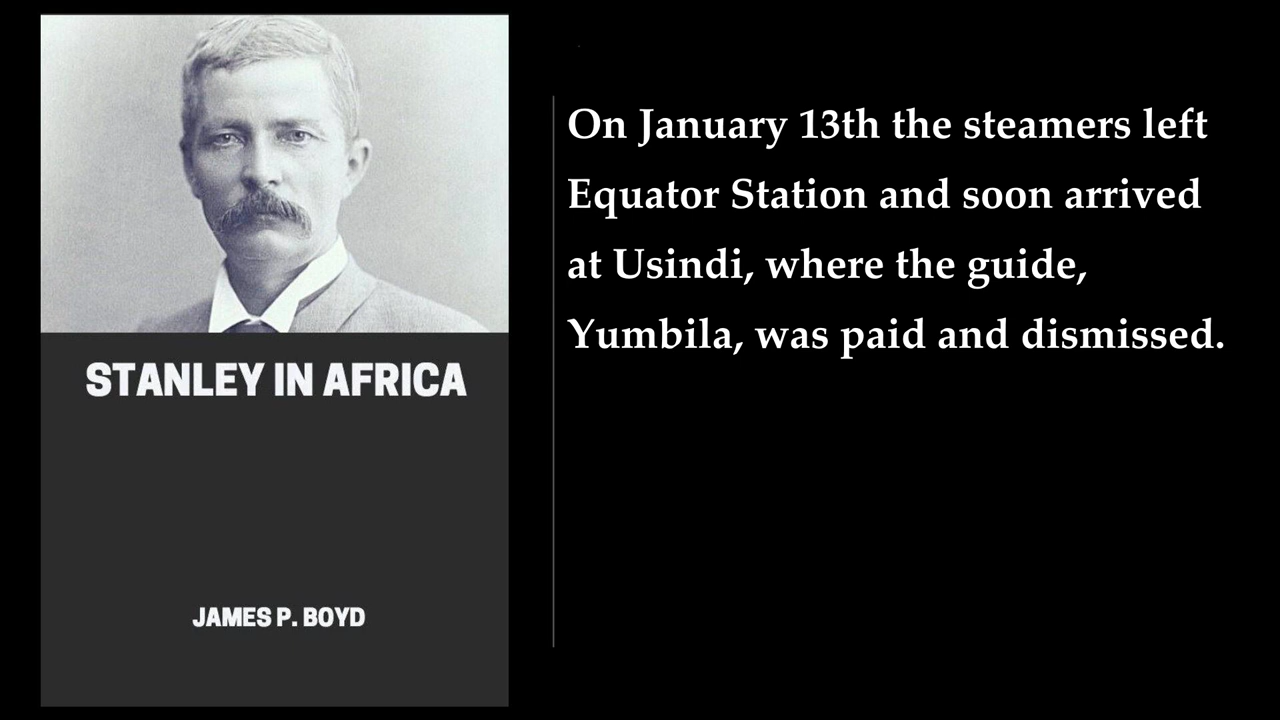 STANLEY IN AFRICA
JAMES P. BOYD
On January 13th the steamers left
Equator Station and soon arrived
at Usindi, where the guide,
Yumbila, was paid and dismissed.